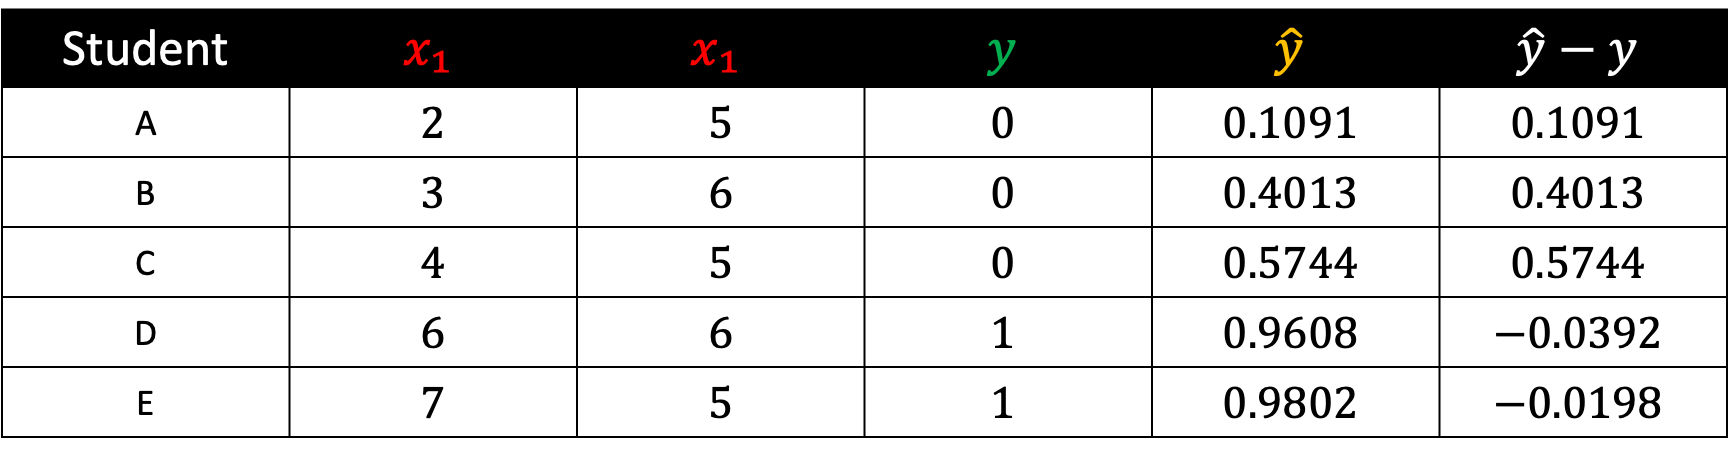 Student x₁ x₁ y ŷ ŷ − y
A 2 5 0 0.1091 0.1091
B 3 6 0 0.4013 0.4013
C 4 5 0 0.5744 0.5744
D 6 6 1 0.9608 −0.0392
E 7 5 1 0.9802 −0.0198